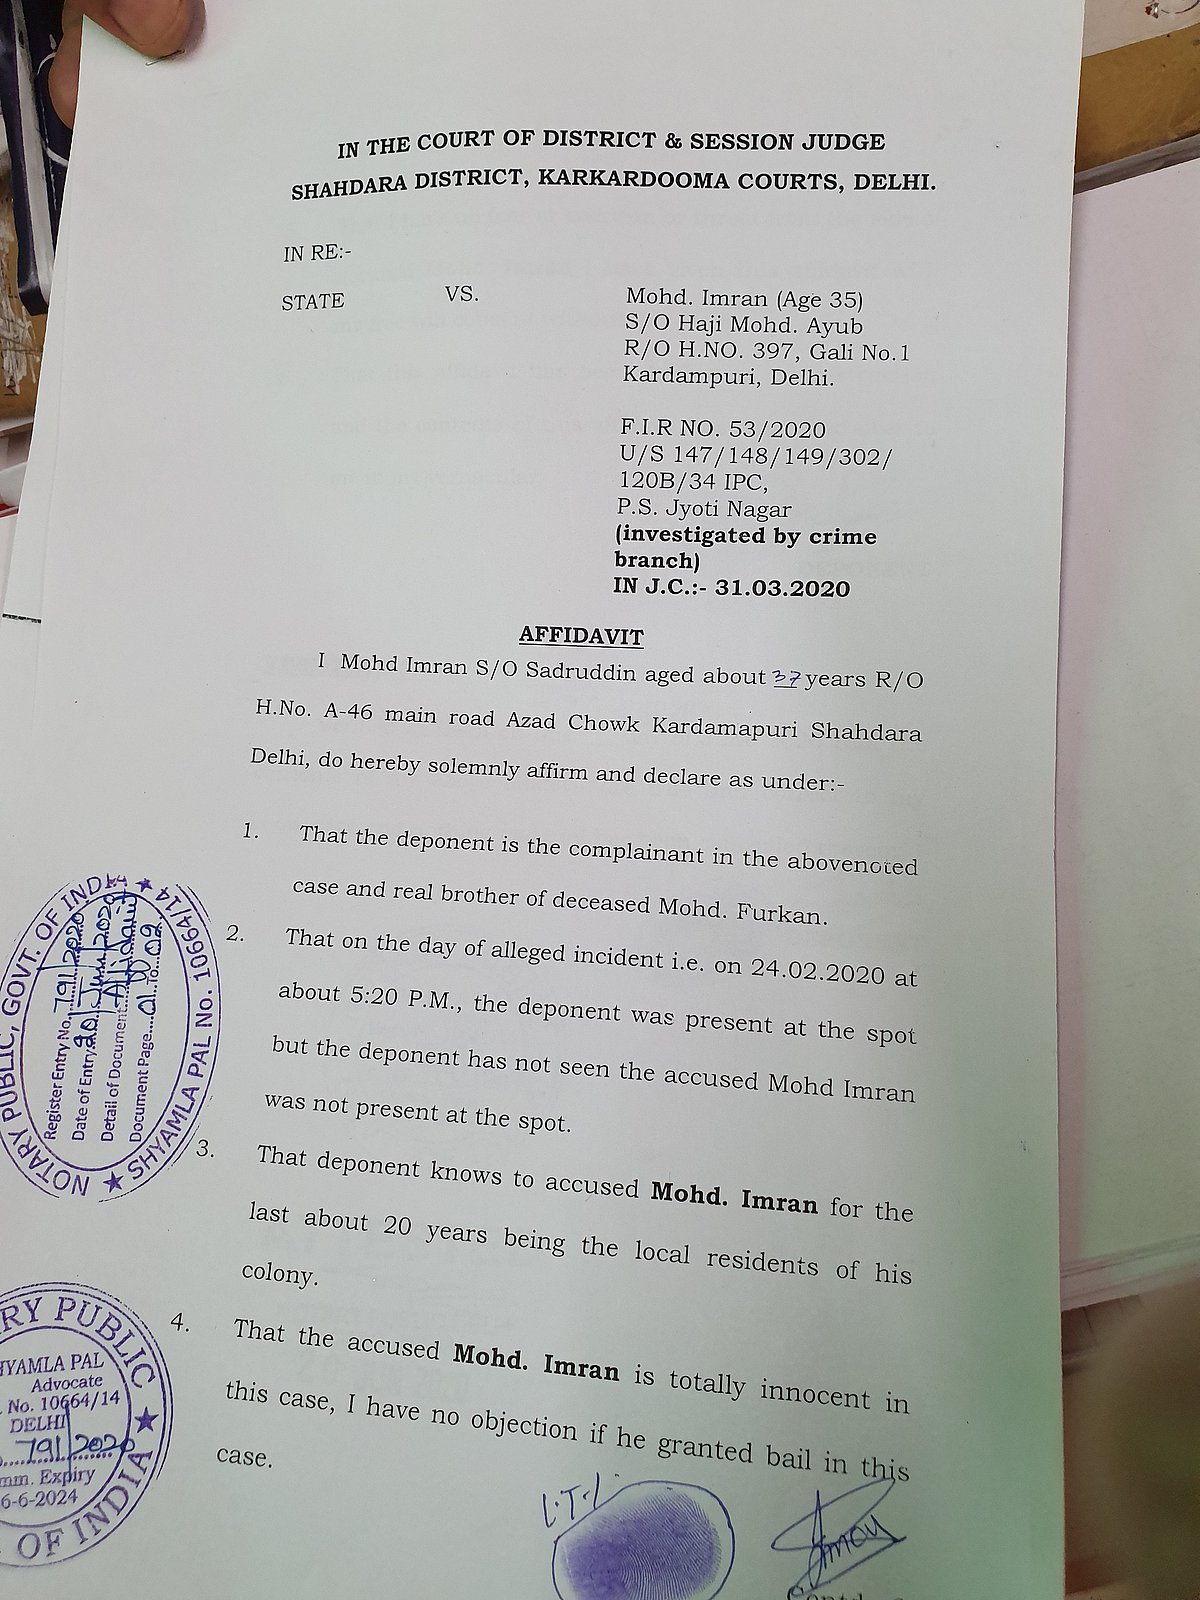 IN THE COURT OF DISTRICT & SESSION JUDGE
SHAHDARA DISTRICT, KARKARDOOMA COURTS, DELHI.
IN RE:-
STATE VS. Mohd. Imran (Age 35)
S/O Haji Mohd. Ayub
R/O H.NO. 397, Gali No.1
Kardampuri, Delhi.
F.I.R NO. 53/2020
U/S 147/148/149/302/
120B/34 IPC,
P.S. Jyoti Nagar
(investigated by crime
branch)
IN J.C.:- 31.03.2020
AFFIDAVIT
I Mohd Imran S/O Sadruddin aged about 37 years R/O
H.No. A-46 main road Azad Chowk Kardamapuri Shahdara
Delhi, do hereby solemnly affirm and declare as under:-
1. That the deponent is the complainant in the abovenoted
case and real brother of deceased Mohd. Furkan.
2. That on the day of alleged incident i.e. on 24.02.2020 at
about 5:20 P.M., the deponent was present at the spot
but the deponent has not seen the accused Mohd Imran
was not present at the spot.
3. That deponent knows to accused Mohd. Imran for the
last about 20 years being the local residents of his
colony.
4. That the accused Mohd. Imran is totally innocent in
this case, I have no objection if he granted bail in this
case.
L.T.I
NOTARY PUBLIC, GOVT. OF INDIA
Register Entry No. 791/2020
Date of Entry
Detail of Document Affidavit
Document Page to 02
SHYAMLA PAL No. 10664/14
RY PUBLIC
HYAMLA PAL
Advocate
No. 10664/14
DELHI
791/2020
mm. Expiry
6-6-2024
OF INDIA